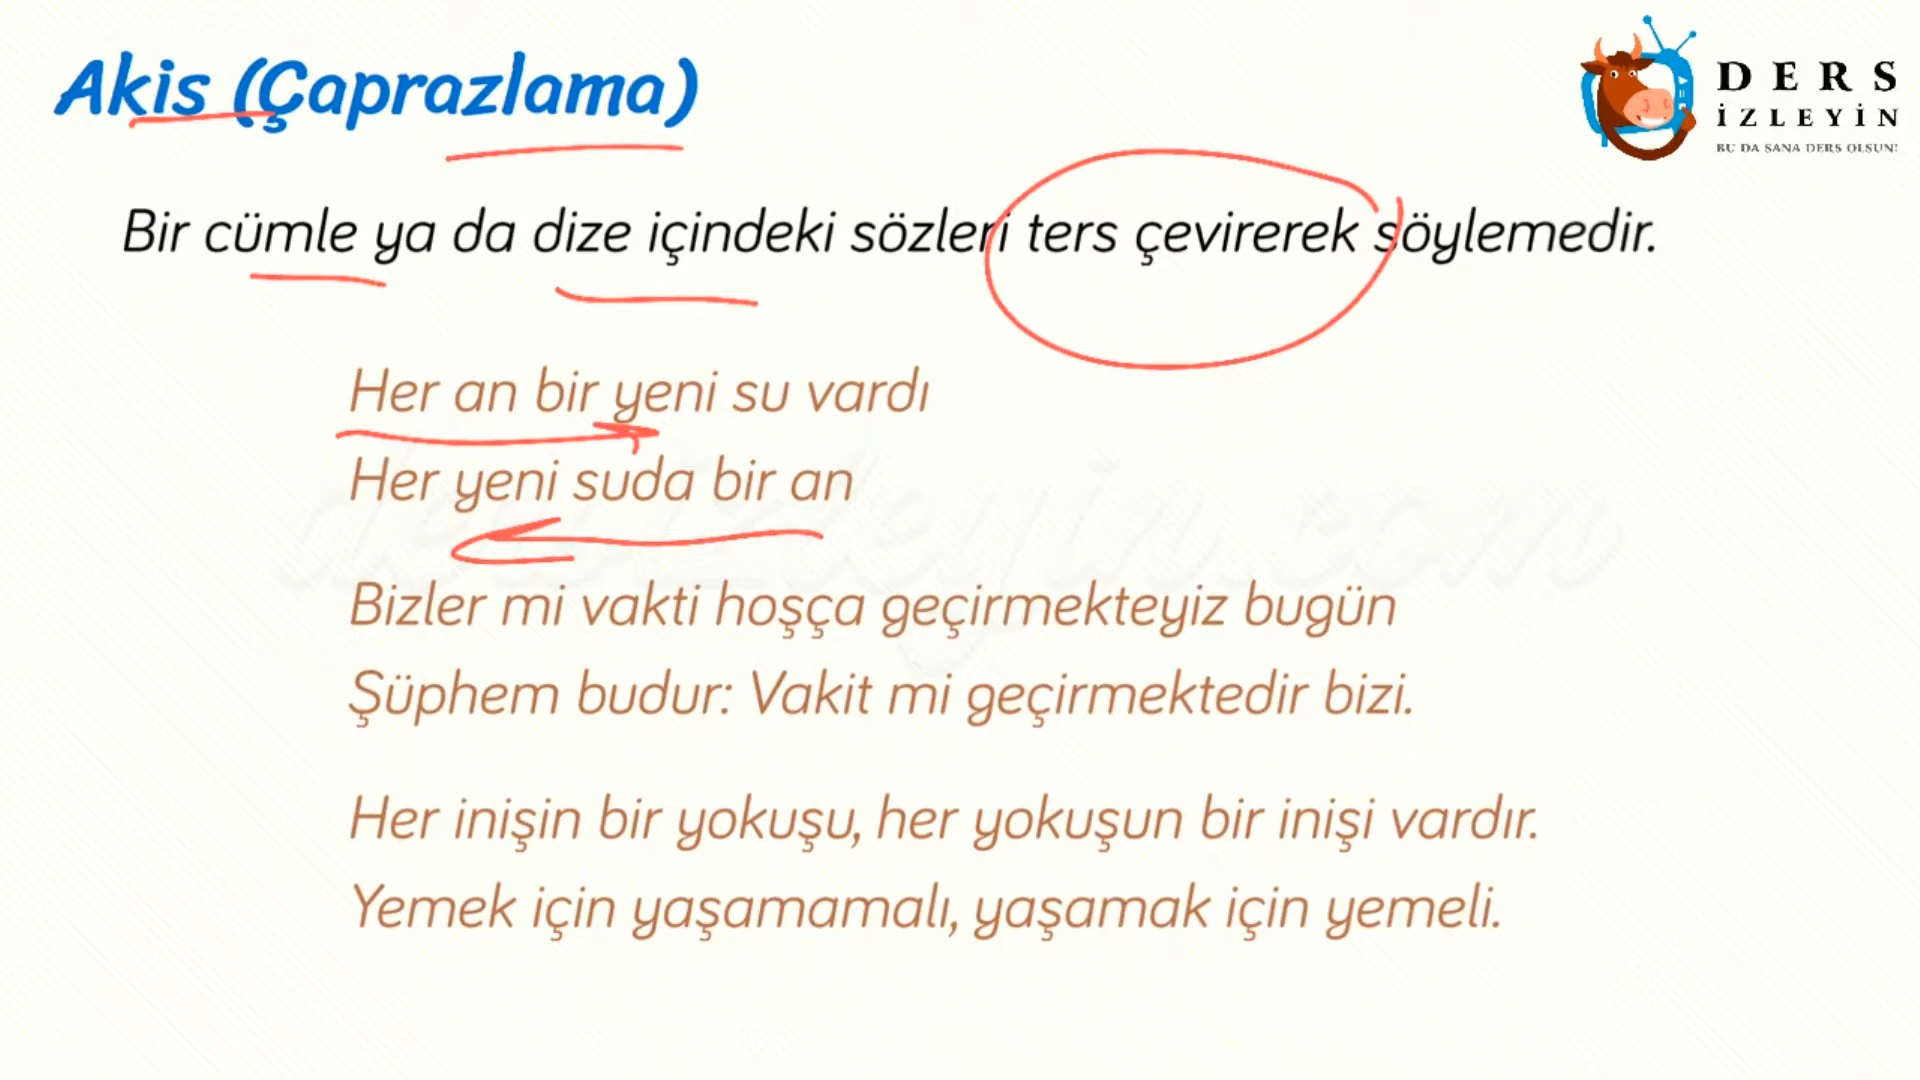 Akis (Çaprazlama)
DERS
İZLEYİN
BU DA SANA DERS OLSUN!
Bir cümle ya da dize içindeki sözleri ters çevirerek söylemedir.
Her an bir yeni su vardı
Her yeni suda bir an
dersizleyin.com
Bizler mi vakti hoşça geçirmekteyiz bugün
Şüphem budur: Vakit mi geçirmektedir bizi.
Her inişin bir yokuşu, her yokuşun bir inişi vardır.
Yemek için yaşamamalı, yaşamak için yemeli.